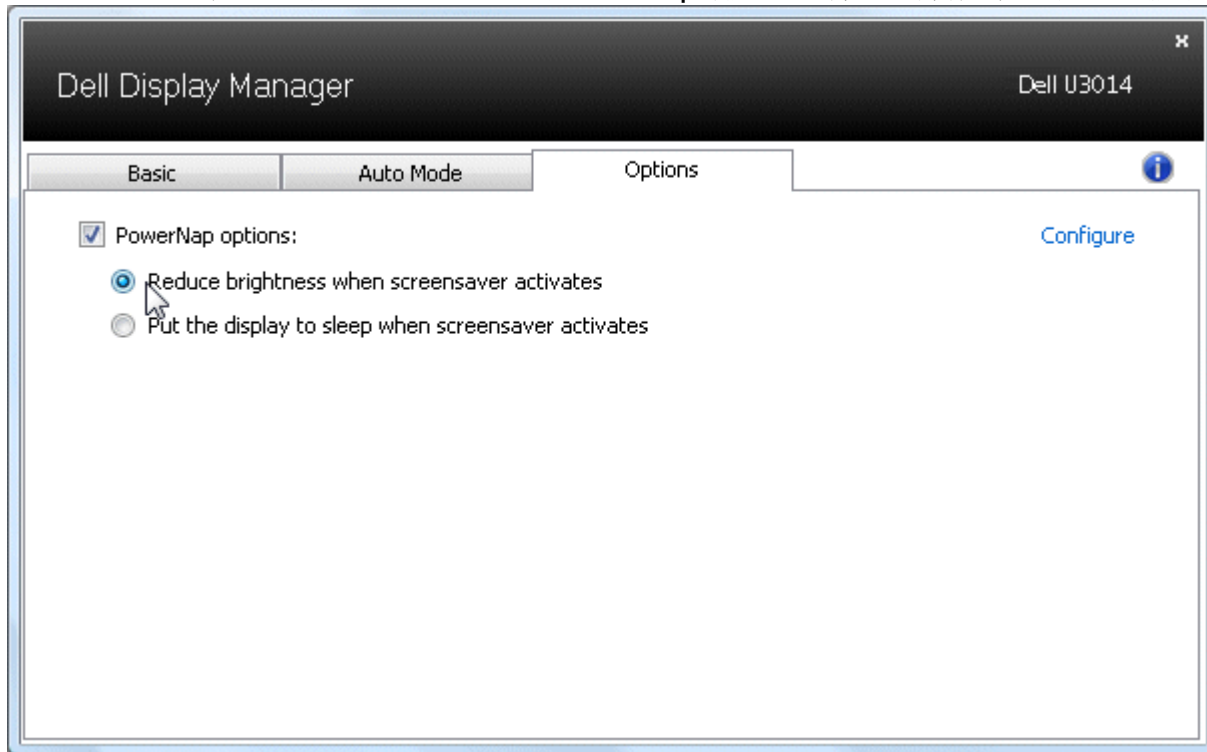 Dell Display Manager
Dell U3014
Basic
Auto Mode
Options
PowerNap options:
Configure
Reduce brightness when screensaver activates
Put the display to sleep when screensaver activates